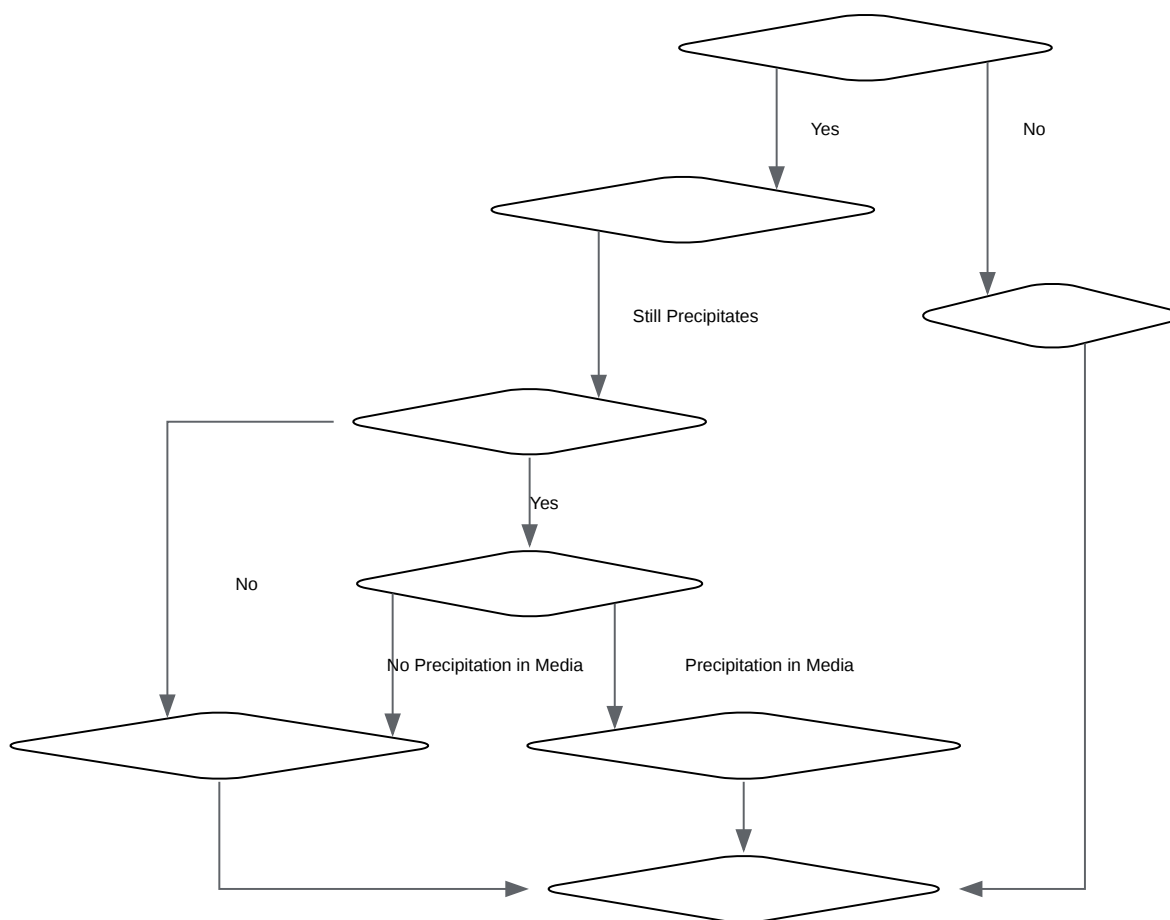 Yes
No
Still Precipitates
Yes
No
No Precipitation in Media
Precipitation in Media